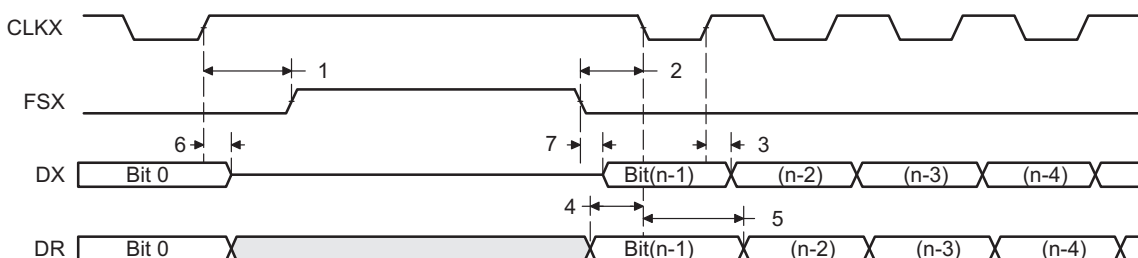 CLKX
1 2
FSX
6 7 3
DX Bit 0 Bit(n-1) (n-2) (n-3) (n-4)
4 5
DR Bit 0 Bit(n-1) (n-2) (n-3) (n-4)